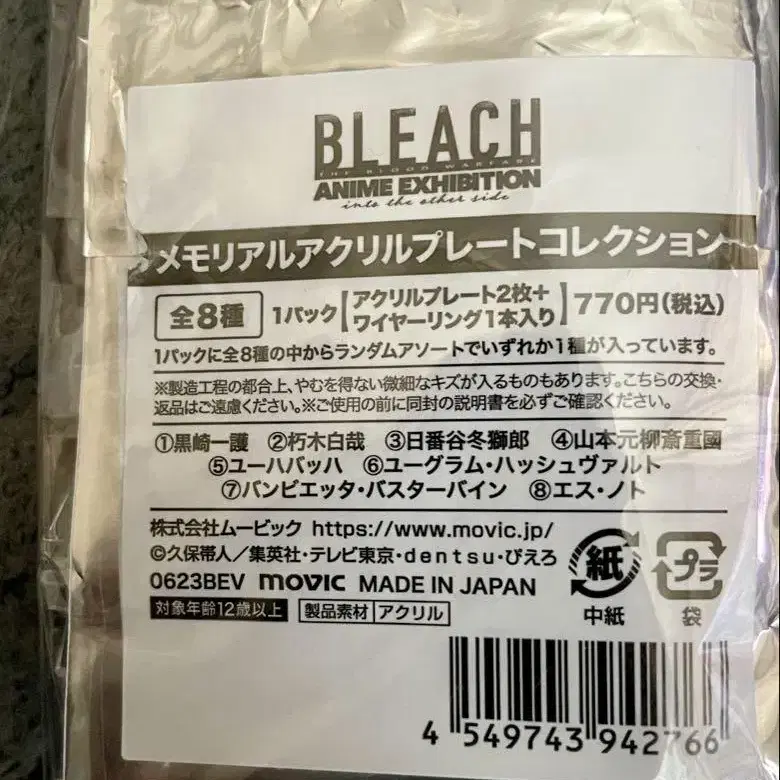 BLEACH
THE BLOOD WARFARE
ANIME EXHIBITION
into the other side
メモリアルアクリルプレートコレクション
全8種 1パック【アクリルプレート2枚+ワイヤーリング1本入り】770円(税込)
1パックに全8種の中からランダムアソートでいずれか1種が入っています。
※製造工程の都合上、やむを得ない微細なキズが入るものもあります。こちらの交換・
返品はご遠慮ください。※ご使用の前に同封の説明書を必ずご確認ください。
①黒崎一護 ②朽木白哉 ③日番谷冬獅郎 ④山本元柳斎重國
⑤ユーハバッハ ⑥ユーグラム・ハッシュヴァルト
⑦バンビエッタ・バスターバイン ⑧エス・ノト
株式会社ムービック https://www.movic.jp/
©久保帯人/集英社・テレビ東京・dentsu・ぴえろ
0623BEV movic MADE IN JAPAN
対象年齢12歳以上 製品素材 アクリル
紙 プラ
中紙 袋
4 549743 942766